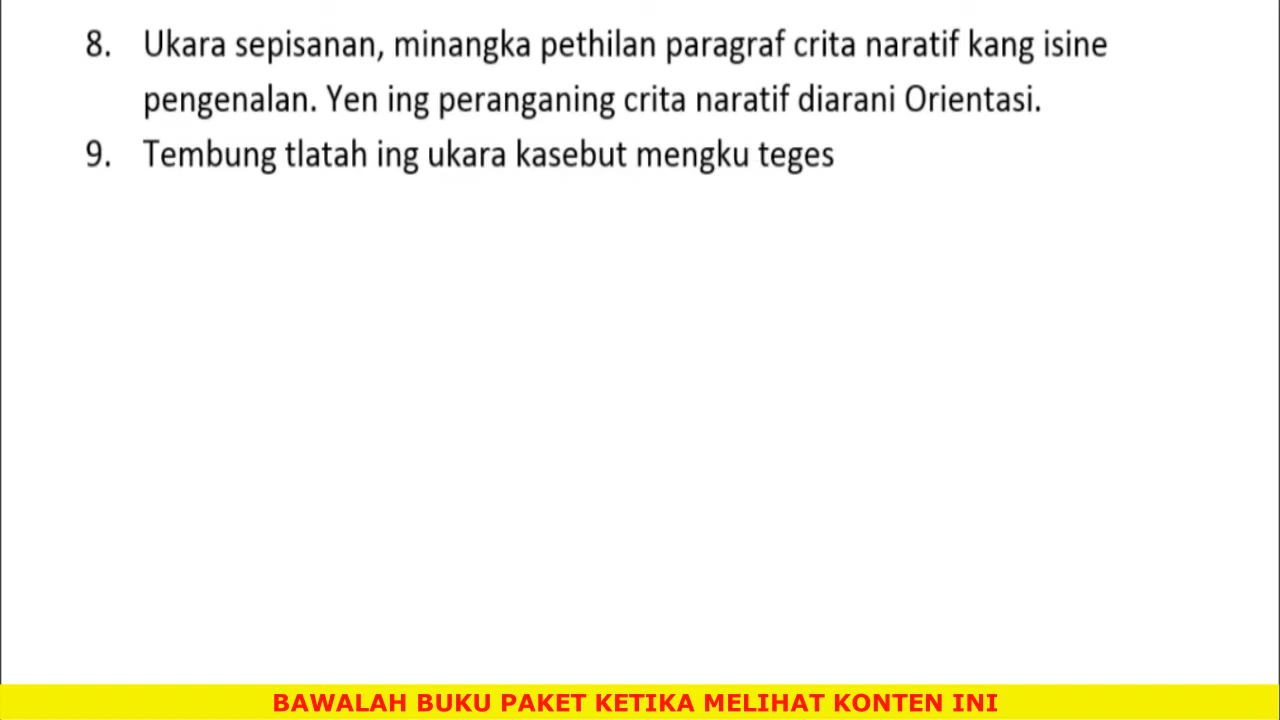 8. Ukara sepisanan, minangka pethilan paragraf crita naratif kang isine
pengenalan. Yen ing peranganing crita naratif diarani Orientasi.
9. Tembung tlatah ing ukara kasebut mengku teges
BAWALAH BUKU PAKET KETIKA MELIHAT KONTEN INI